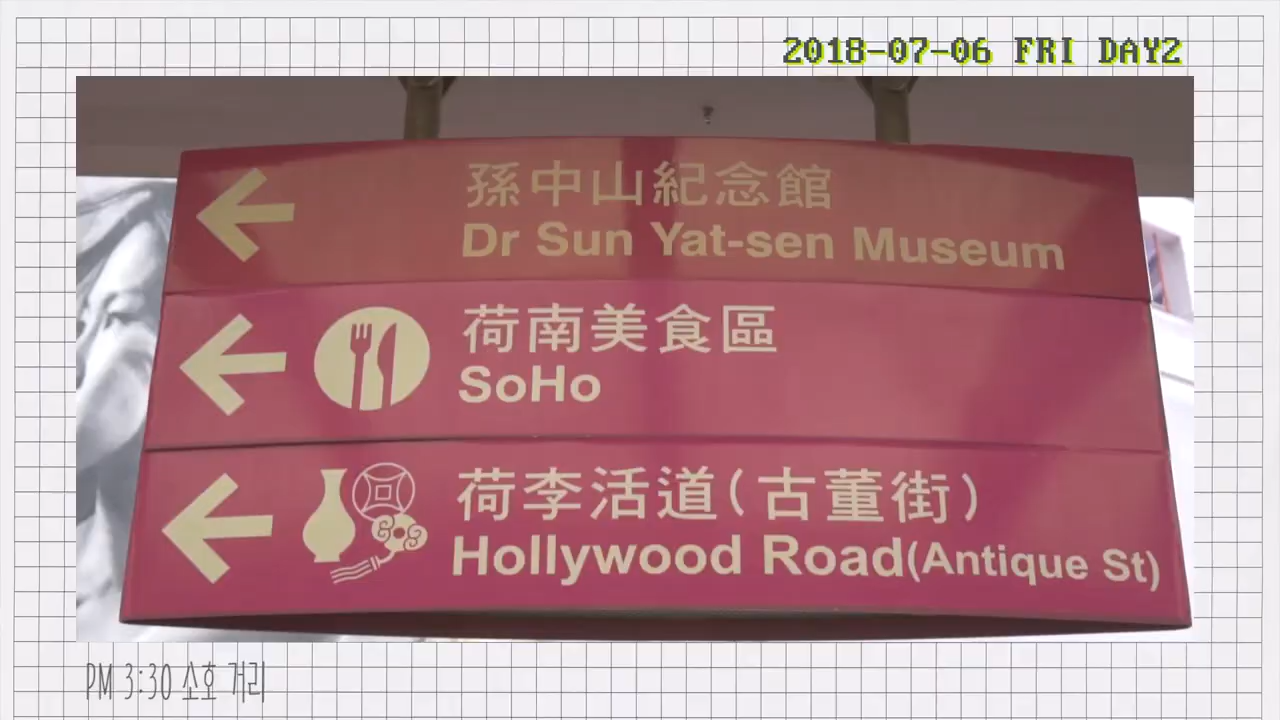 2018-07-06 FRI DAY2
孫中山紀念館
Dr Sun Yat-sen Museum
荷南美食區
SoHo
荷李活道(古董街)
Hollywood Road(Antique St)
PM 3:30 소호 거리